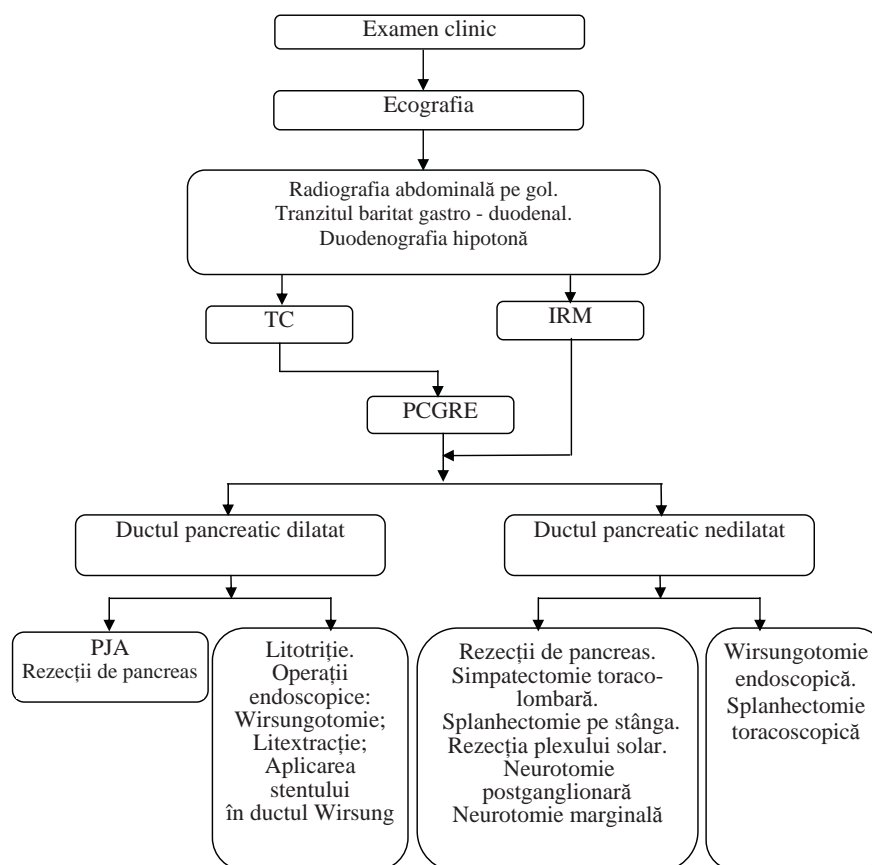 Examen clinic
Ecografia
Radiografia abdominală pe gol.
Tranzitul baritat gastro - duodenal.
Duodenografia hipotonă
TC
IRM
PCGRE
Ductul pancreatic dilatat
Ductul pancreatic nedilatat
PJA
Rezecții de pancreas
Litotriție.
Operații
endoscopice:
Wirsungotomie;
Litextracție;
Aplicarea
stentului
în ductul Wirsung
Rezecții de pancreas.
Simpatectomie toraco-
lombară.
Splanhectomie pe stânga.
Rezecția plexului solar.
Neurotomie
postganglionară
Neurotomie marginală
Wirsungotomie
endoscopică.
Splanhectomie
toracoscopică